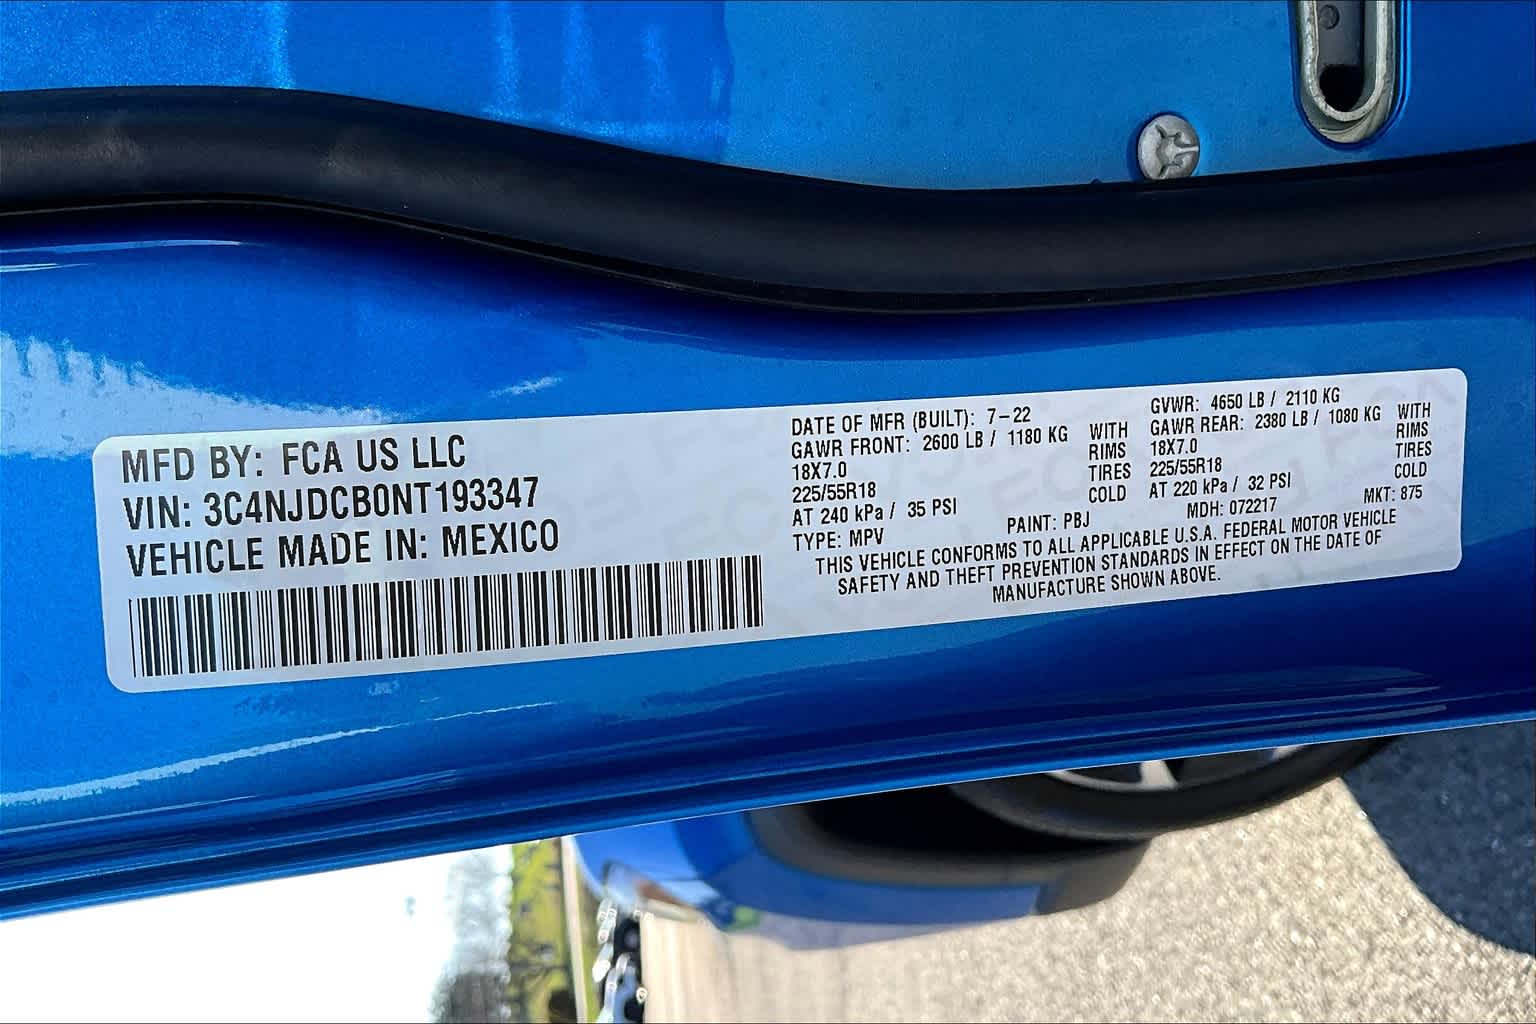 MFD BY: FCA US LLC
VIN: 3C4NJDCB0NT193347
VEHICLE MADE IN: MEXICO
DATE OF MFR (BUILT): 7-22
GAWR FRONT: 2600 LB / 1180 KG WITH
18X7.0 RIMS
225/55R18 TIRES
AT 240 kPa / 35 PSI COLD
TYPE: MPV
GVWR: 4650 LB / 2110 KG
GAWR REAR: 2380 LB / 1080 KG WITH
18X7.0 RIMS
225/55R18 TIRES
AT 220 kPa / 32 PSI COLD
PAINT: PBJ MDH: 072217 MKT: 875
THIS VEHICLE CONFORMS TO ALL APPLICABLE U.S.A. FEDERAL MOTOR VEHICLE
SAFETY AND THEFT PREVENTION STANDARDS IN EFFECT ON THE DATE OF
MANUFACTURE SHOWN ABOVE.